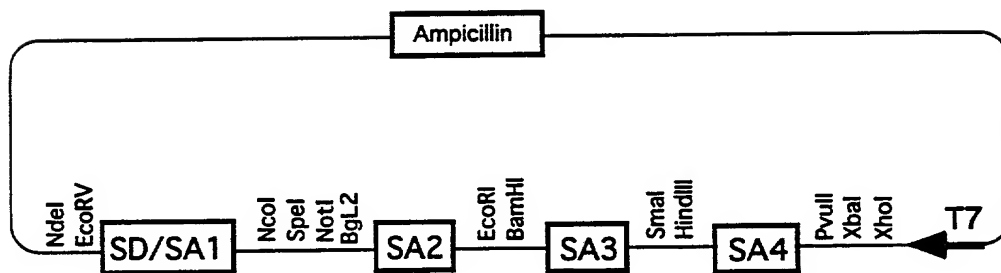 Ampicillin
NdeI
EcoRV
SD/SA1
NcoI
SpeI
NotI
BgL2
SA2
EcoRI
BamHI
SA3
SmaI
HindIII
SA4
PvuII
XbaI
XhoI
T7